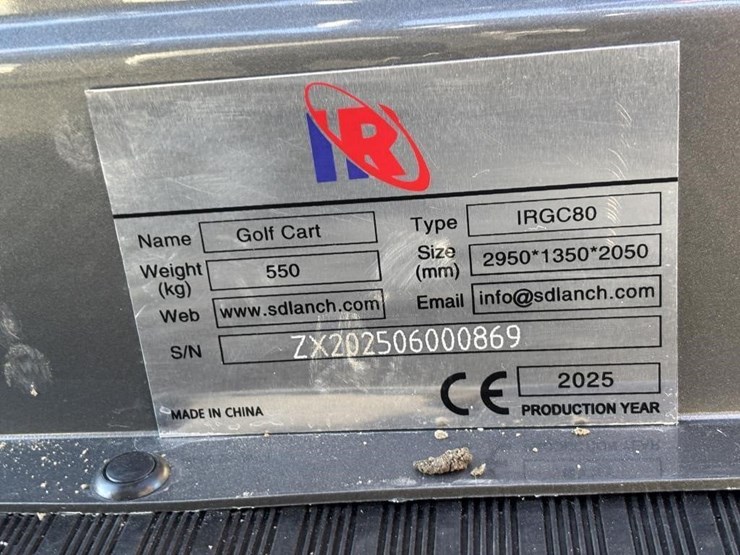 IR
Name Golf Cart Type IRGC80
Weight (kg) 550 Size (mm) 2950*1350*2050
Web www.sdlanch.com Email info@sdlanch.com
S/N ZX202506000869
CE 2025
MADE IN CHINA PRODUCTION YEAR